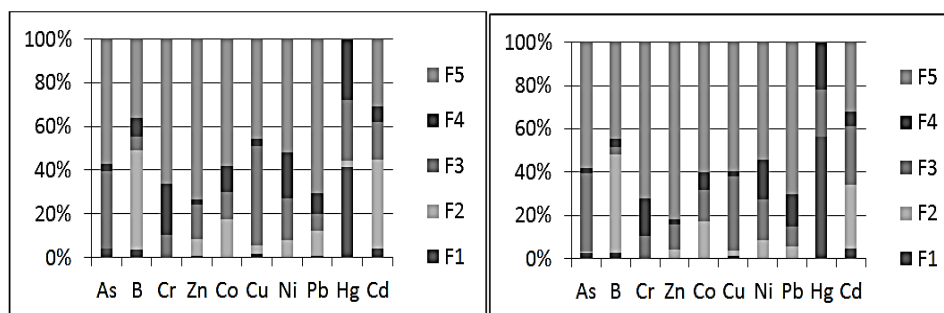 100%
80%
60%
40%
20%
0%
As B Cr Zn Co Cu Ni Pb Hg Cd
F5
F4
F3
F2
F1
100%
80%
60%
40%
20%
0%
As B Cr Zn Co Cu Ni Pb Hg Cd
F5
F4
F3
F2
F1